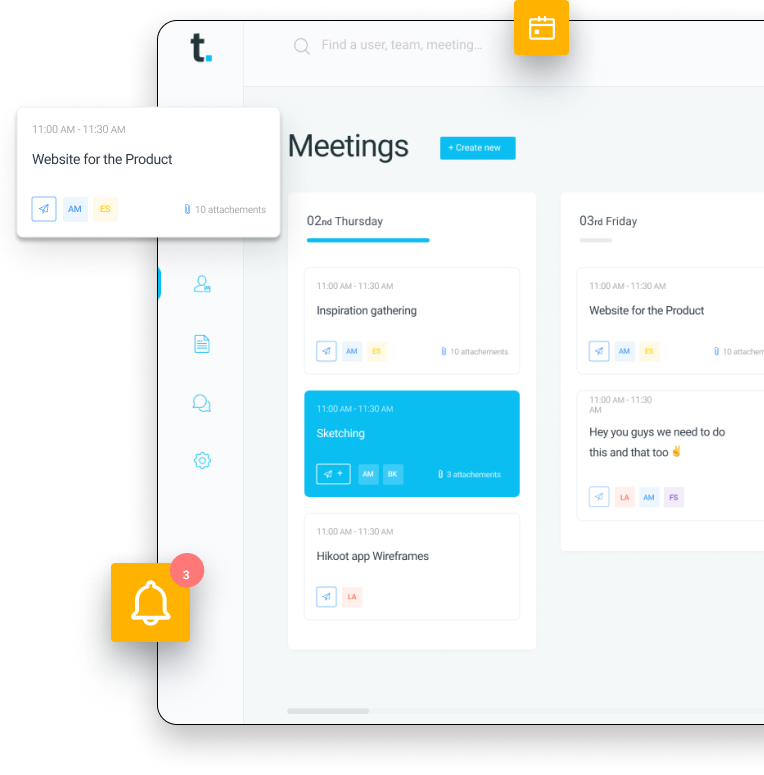 t.
Find a user, team, meeting...
11:00 AM - 11:30 AM
Website for the Product
AM ES 10 attachements
Meetings
+ Create new
02nd Thursday
11:00 AM - 11:30 AM
Inspiration gathering
AM ES 10 attachements
11:00 AM - 11:30 AM
Sketching
+ AM BK 3 attachements
11:00 AM - 11:30 AM
Hikoot app Wireframes
LA
03rd Friday
11:00 AM - 11:30 AM
Website for the Product
AM ES 10 attachem
11:00 AM - 11:30
AM
Hey you guys we need to do
this and that too ✌
LA AM FS
3